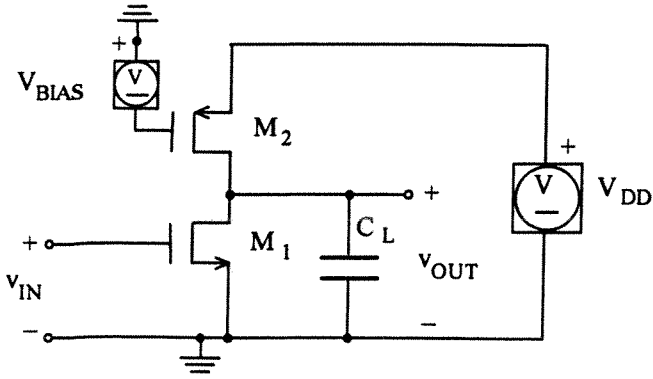 +
V
V_BIAS
M_2
+
V
V_DD
+
+
M_1
C_L
v_IN
v_OUT
−
−